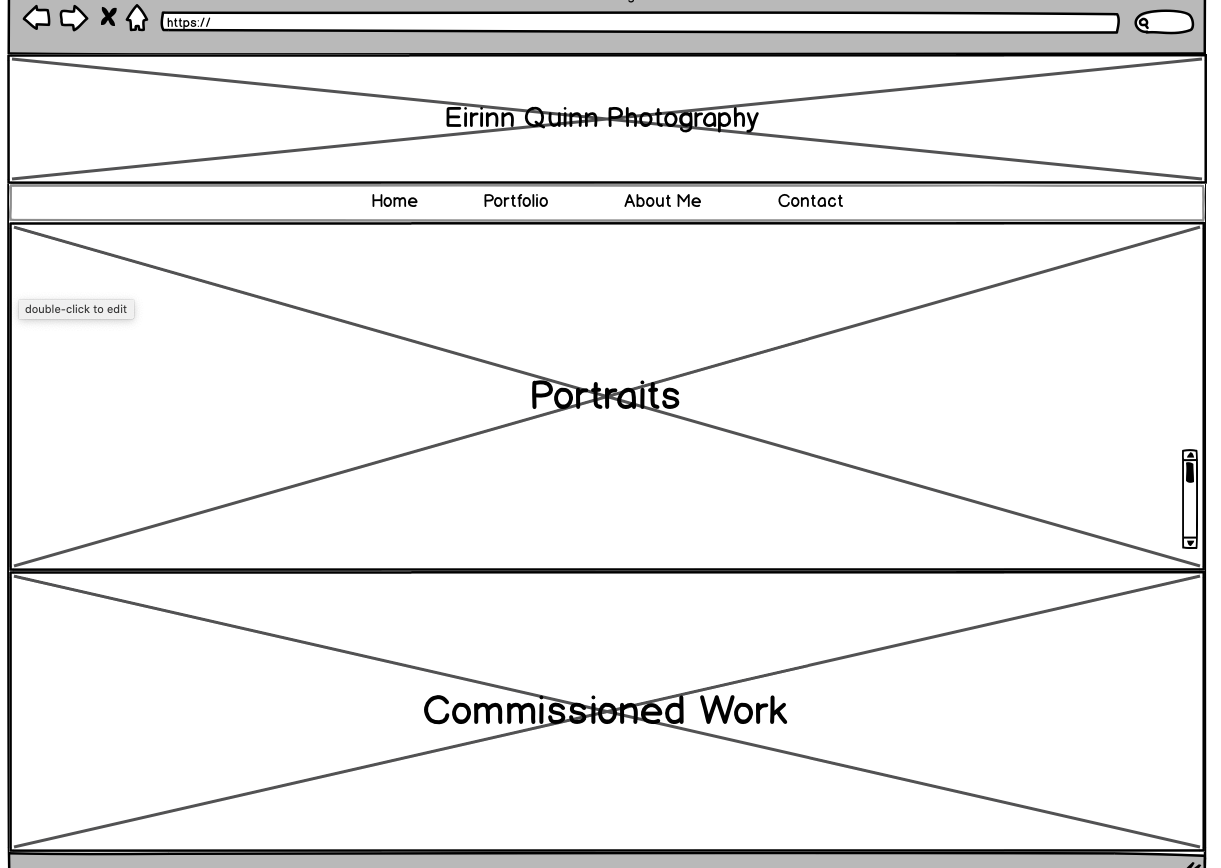 https://
Eirinn Quinn Photography
Home Portfolio About Me Contact
double-click to edit
Portraits
Commissioned Work